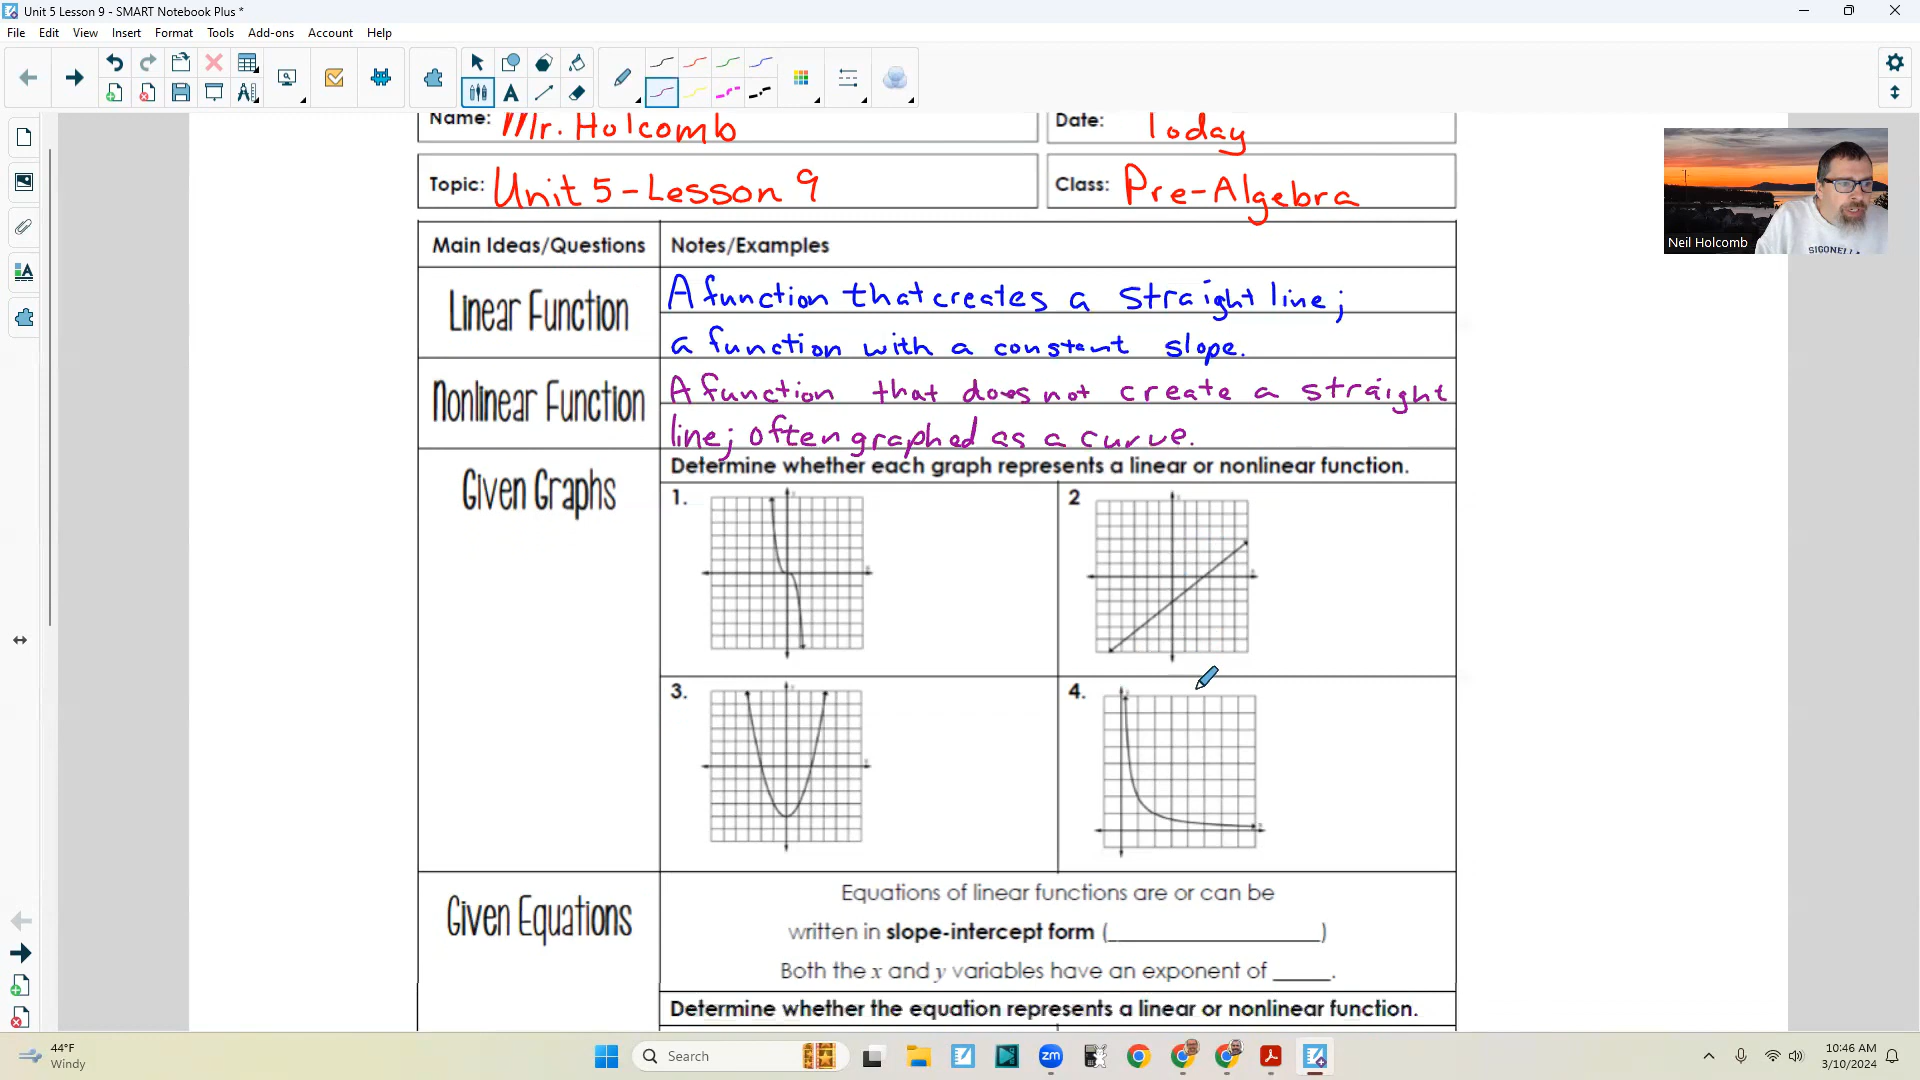 Unit 5 Lesson 9 - SMART Notebook Plus *
File Edit View Insert Format Tools Add-ons Account Help
Name: Mr. Holcomb
Date: Today
Topic: Unit 5 - Lesson 9
Class: Pre-Algebra
Neil Holcomb
SIGONELLA
Main Ideas/Questions
Notes/Examples
Linear Function
A function that creates a straight line;
a function with a constant slope.
Nonlinear Function
A function that does not create a straight
line; often graphed as a curve.
Given Graphs
Determine whether each graph represents a linear or nonlinear function.
1.
2
3.
4.
Given Equations
Equations of linear functions are or can be
written in slope-intercept form (____________________)
Both the x and y variables have an exponent of _____.
Determine whether the equation represents a linear or nonlinear function.
44°F
Windy
Search
zm
10:46 AM
3/10/2024